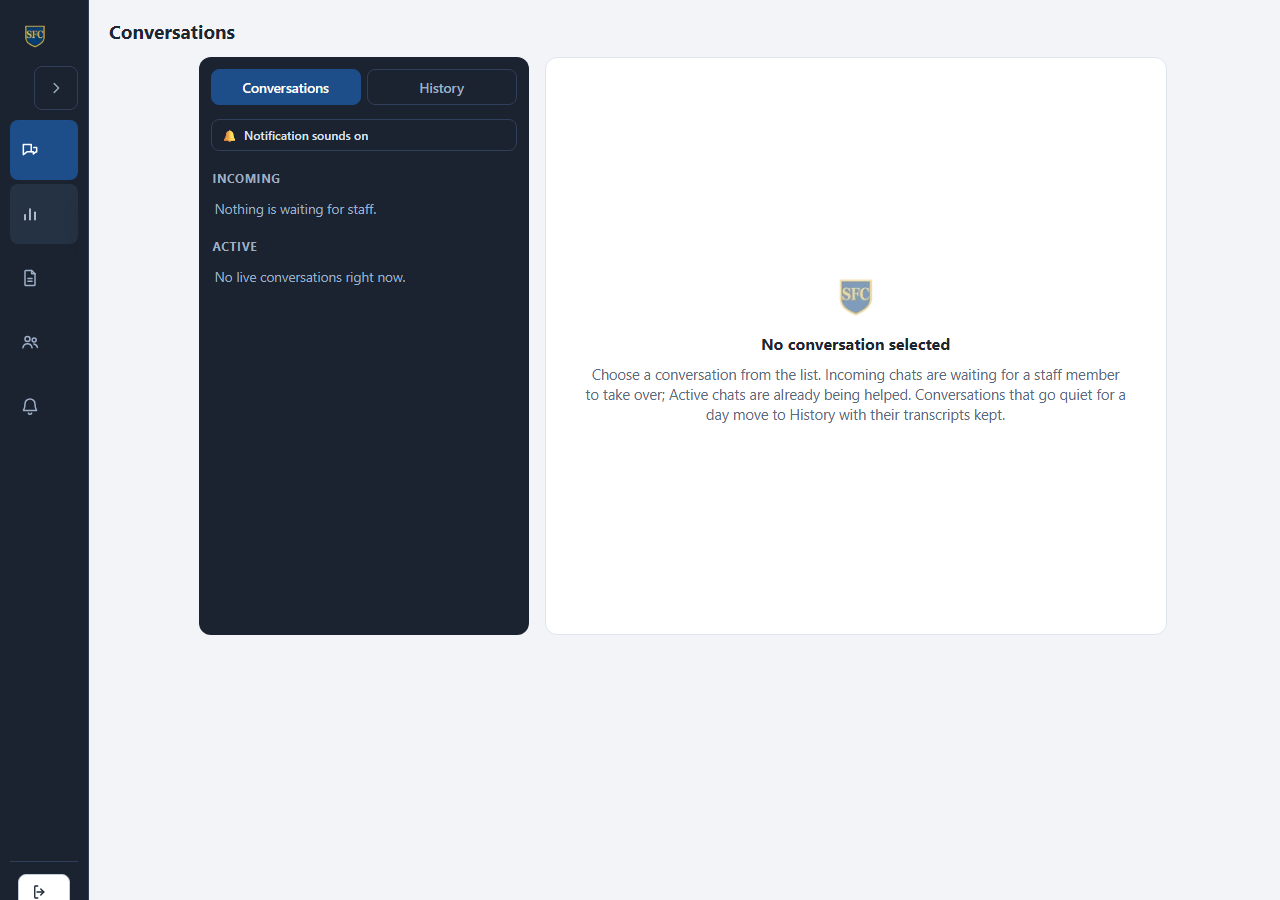 SFC
Conversations
Conversations
History
Notification sounds on
INCOMING
Nothing is waiting for staff.
ACTIVE
No live conversations right now.
SFC
No conversation selected
Choose a conversation from the list. Incoming chats are waiting for a staff member
to take over; Active chats are already being helped. Conversations that go quiet for a
day move to History with their transcripts kept.